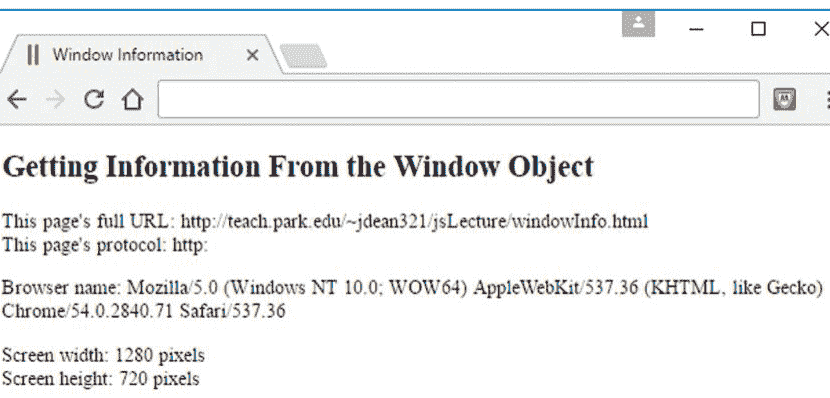 Window Information
Getting Information From the Window Object
This page's full URL: http://teach.park.edu/~jdean321/jsLecture/windowInfo.html
This page's protocol: http:
Browser name: Mozilla/5.0 (Windows NT 10.0; WOW64) AppleWebKit/537.36 (KHTML, like Gecko)
Chrome/54.0.2840.71 Safari/537.36
Screen width: 1280 pixels
Screen height: 720 pixels